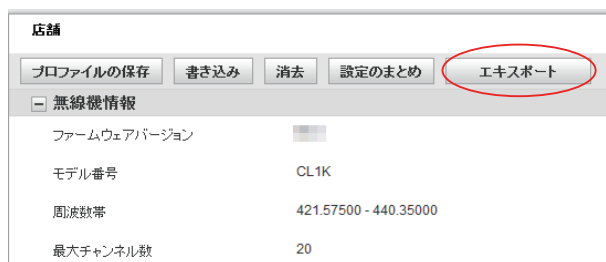 店舗
プロファイルの保存 書き込み 消去 設定のまとめ エキスポート
無線機情報
ファームウェアバージョン
モデル番号 CL1K
周波数帯 421.57500 - 440.35000
最大チャンネル数 20